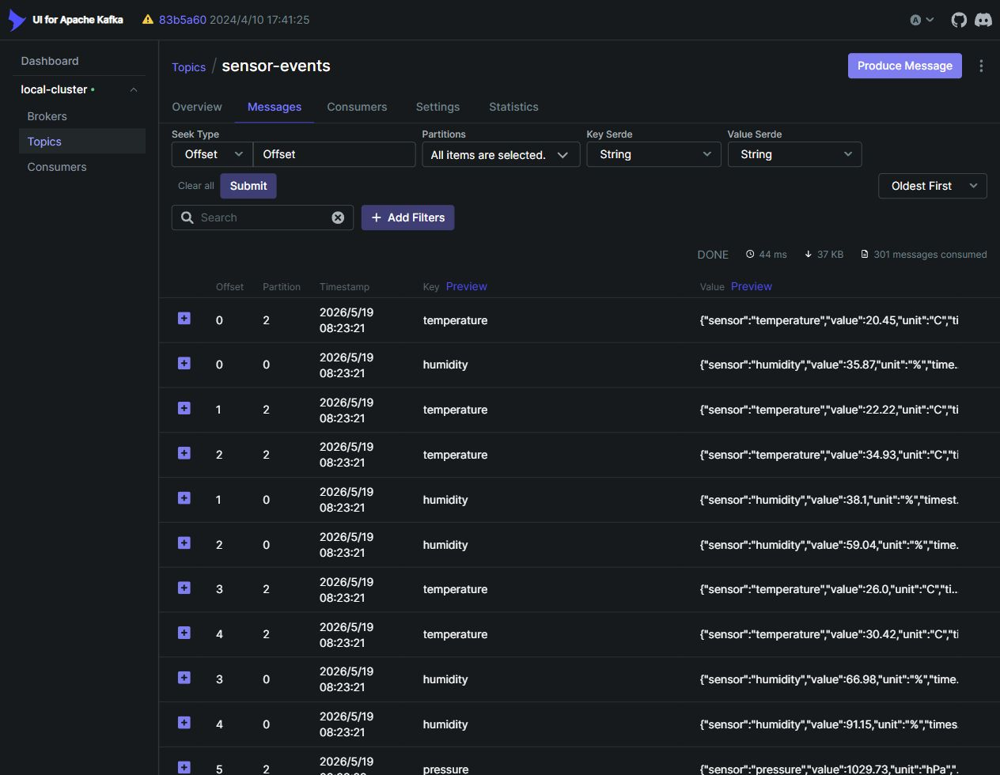 UI for Apache Kafka
83b5a60 2024/4/10 17:41:25
A
Dashboard
local-cluster
Brokers
Topics
Consumers
Topics / sensor-events
Produce Message
Overview Messages Consumers Settings Statistics
Seek Type Partitions Key Serde Value Serde
Offset Offset All items are selected. String String
Clear all Submit Oldest First
Search Add Filters
DONE 44 ms 37 KB 301 messages consumed
Offset Partition Timestamp Key Preview Value Preview
0 2 2026/5/19 08:23:21 temperature {"sensor":"temperature","value":20.45,"unit":"C","ti
0 0 2026/5/19 08:23:21 humidity {"sensor":"humidity","value":35.87,"unit":"%","time..
1 2 2026/5/19 08:23:21 temperature {"sensor":"temperature","value":22.22,"unit":"C","ti
2 2 2026/5/19 08:23:21 temperature {"sensor":"temperature","value":34.93,"unit":"C","ti
1 0 2026/5/19 08:23:21 humidity {"sensor":"humidity","value":38.1,"unit":"%","timest.
2 0 2026/5/19 08:23:21 humidity {"sensor":"humidity","value":59.04,"unit":"%","time.
3 2 2026/5/19 08:23:21 temperature {"sensor":"temperature","value":26.0,"unit":"C","ti...
4 2 2026/5/19 08:23:21 temperature {"sensor":"temperature","value":30.42,"unit":"C","ti
3 0 2026/5/19 08:23:21 humidity {"sensor":"humidity","value":66.98,"unit":"%","time.
4 0 2026/5/19 08:23:21 humidity {"sensor":"humidity","value":91.15,"unit":"%","times.
5 2 2026/5/19 pressure {"sensor":"pressure","value":1029.73,"unit":"hPa",".